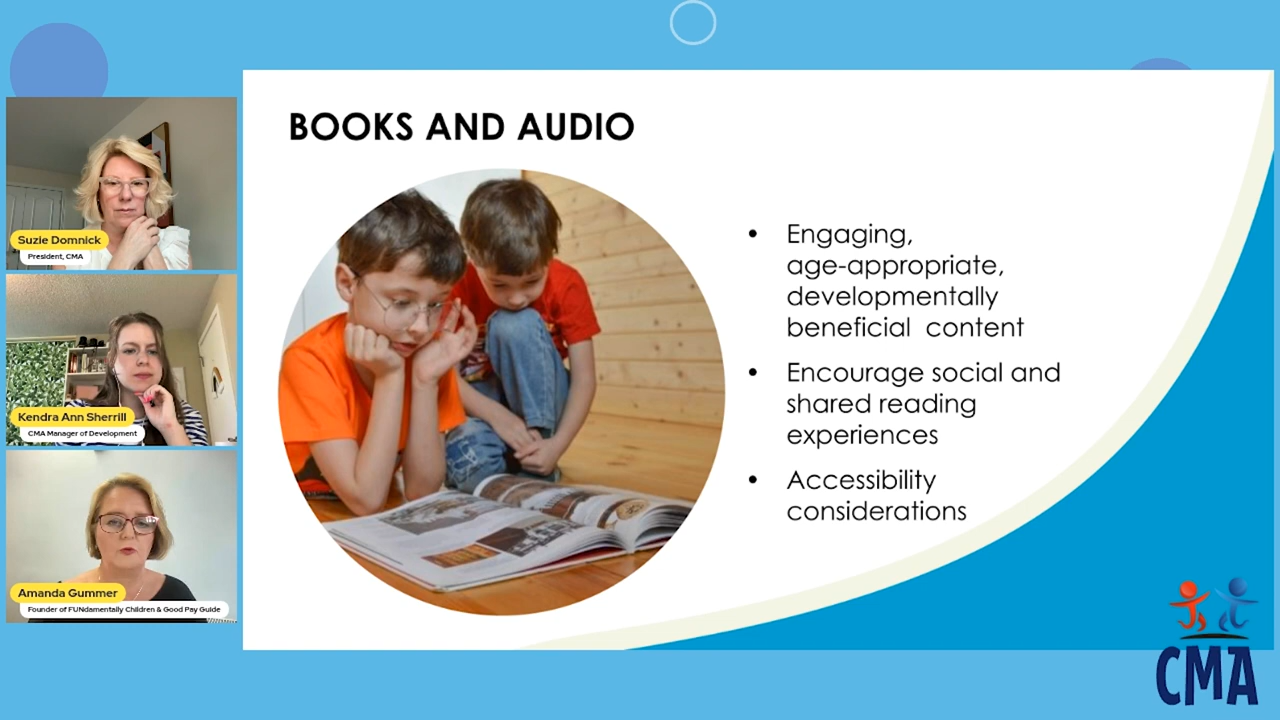 BOOKS AND AUDIO
Suzie Domnick
President, CMA
Kendra Ann Sherrill
CMA Manager of Development
Amanda Gummer
Founder of FUNdamentally Children & Good Pay Guide
• Engaging,
age-appropriate,
developmentally
beneficial content
• Encourage social and
shared reading
experiences
• Accessibility
considerations
CMA